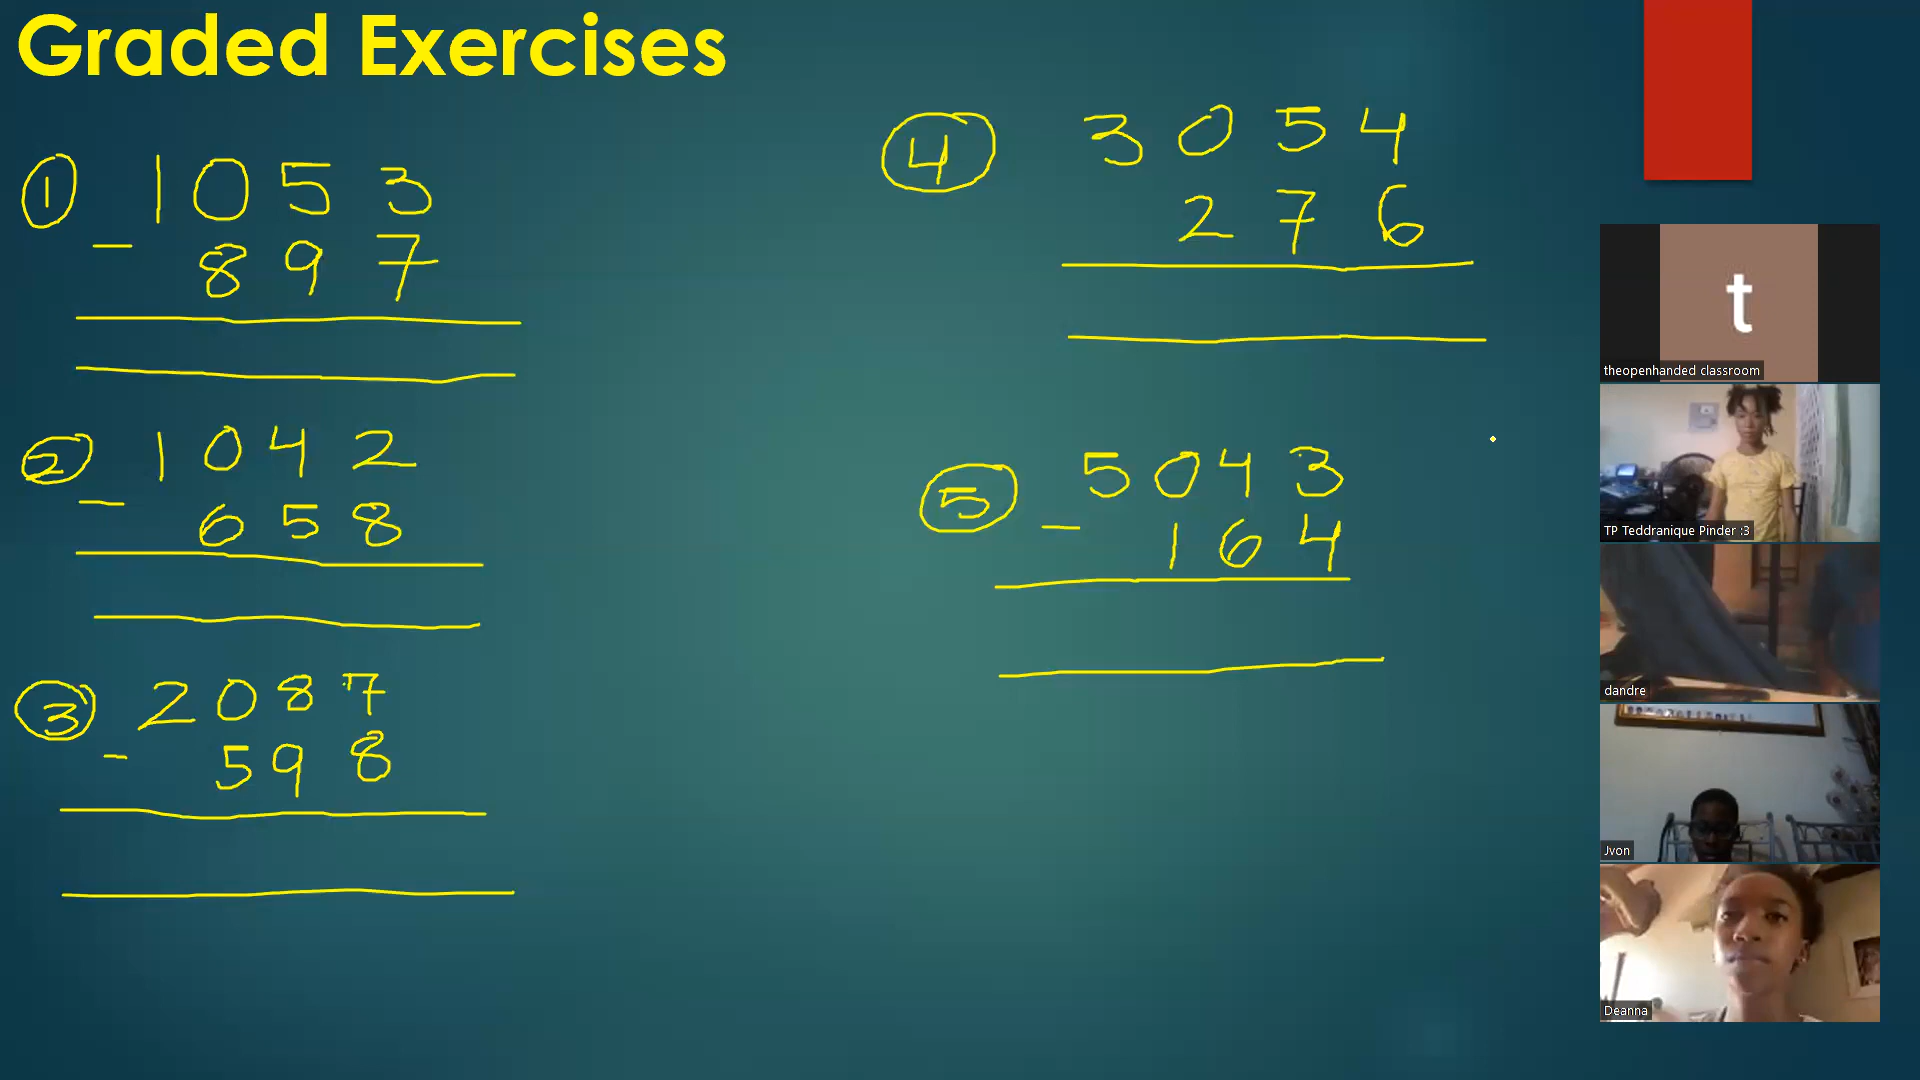 Graded Exercises
① 1053
- 897
② 1042
- 658
③ 2087
- 598
④ 3054
276
⑤ 5043
- 164
t
theopenhanded classroom
TP Teddranique Pinder :3
dandre
Jvon
Deanna